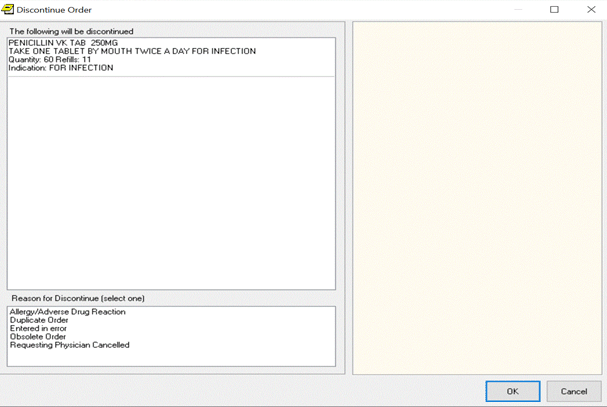 Discontinue Order
The following will be discontinued
PENICILLIN VK TAB 250MG
TAKE ONE TABLET BY MOUTH TWICE A DAY FOR INFECTION
Quantity: 60 Refills: 11
Indication: FOR INFECTION
Reason for Discontinue (select one)
Allergy/Adverse Drug Reaction
Duplicate Order
Entered in error
Obsolete Order
Requesting Physician Cancelled
OK Cancel